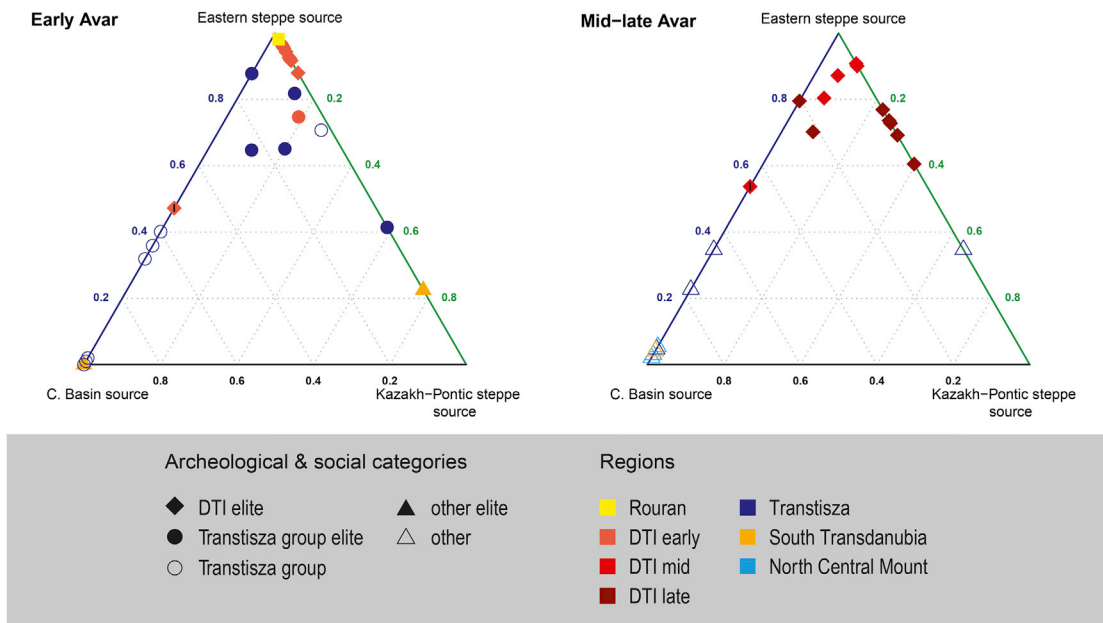 Early Avar
Eastern steppe source
0.8
0.2
0.6
0.4
0.4
0.6
0.2
0.8
0.8
0.6
0.4
0.2
C. Basin source
Kazakh−Pontic steppe
source
Mid−late Avar
Eastern steppe source
0.8
0.2
0.6
0.4
0.4
0.6
0.2
0.8
0.8
0.6
0.4
0.2
C. Basin source
Kazakh−Pontic steppe
source
Archeological & social categories
DTI elite
Transtisza group elite
Transtisza group
other elite
other
Regions
Rouran
DTI early
DTI mid
DTI late
Transtisza
South Transdanubia
North Central Mount